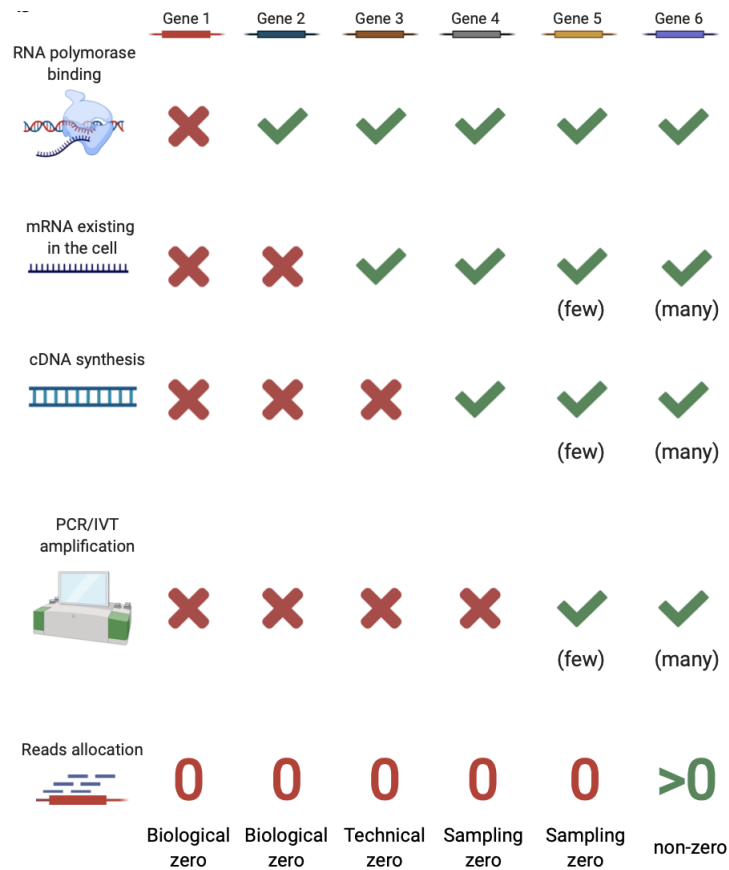 Gene 1 Gene 2 Gene 3 Gene 4 Gene 5 Gene 6
RNA polymorase
binding
mRNA existing
in the cell
(few) (many)
cDNA synthesis
(few) (many)
PCR/IVT
amplification
(few) (many)
Reads allocation
0 0 0 0 0 >0
Biological Biological Technical Sampling Sampling non-zero
zero zero zero zero zero